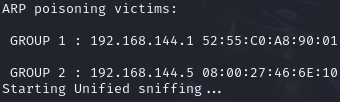 ARP poisoning victims:
GROUP 1 : 192.168.144.1 52:55:C0:A8:90:01
GROUP 2 : 192.168.144.5 08:00:27:46:6E:10
Starting Unified sniffing...